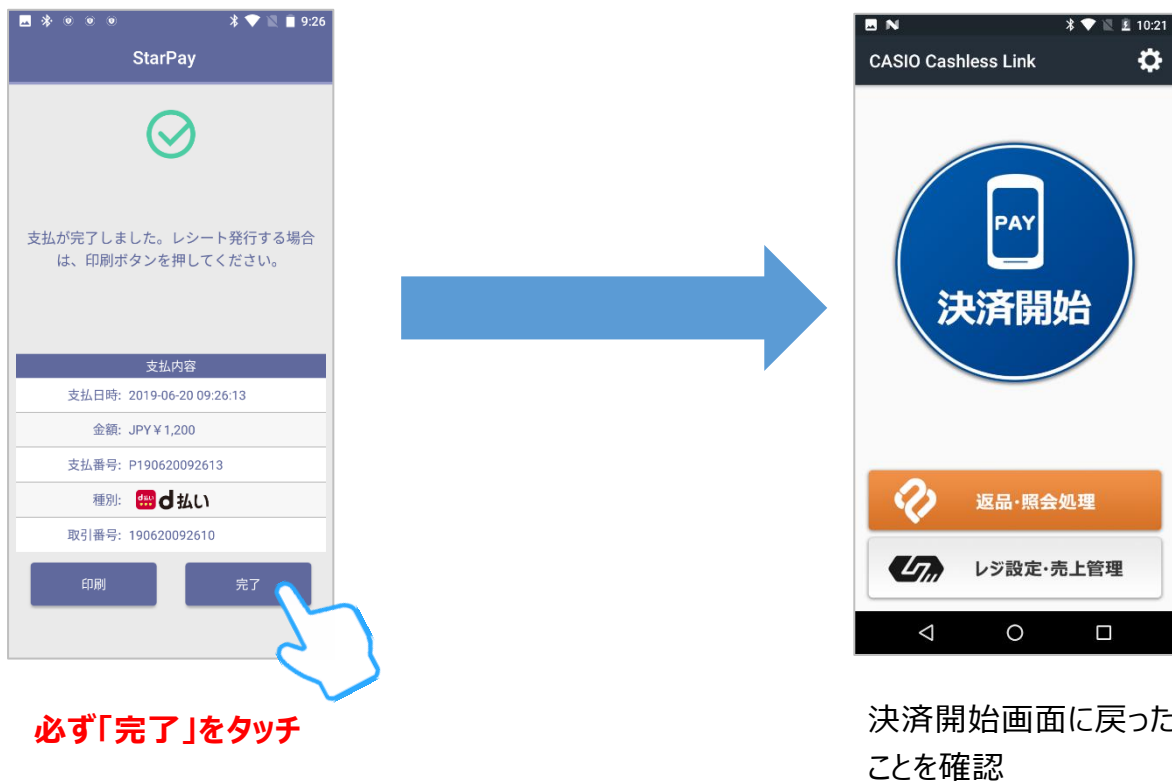 9:26
StarPay
支払が完了しました。レシート発行する場合
は、印刷ボタンを押してください。
支払内容
支払日時: 2019-06-20 09:26:13
金額: JPY￥1,200
支払番号: P190620092613
種別: d払い d払い
取引番号: 190620092610
印刷
完了
必ず「完了」をタッチ
10:21
CASIO Cashless Link
PAY
決済開始
返品・照会処理
レジ設定・売上管理
決済開始画面に戻った
ことを確認